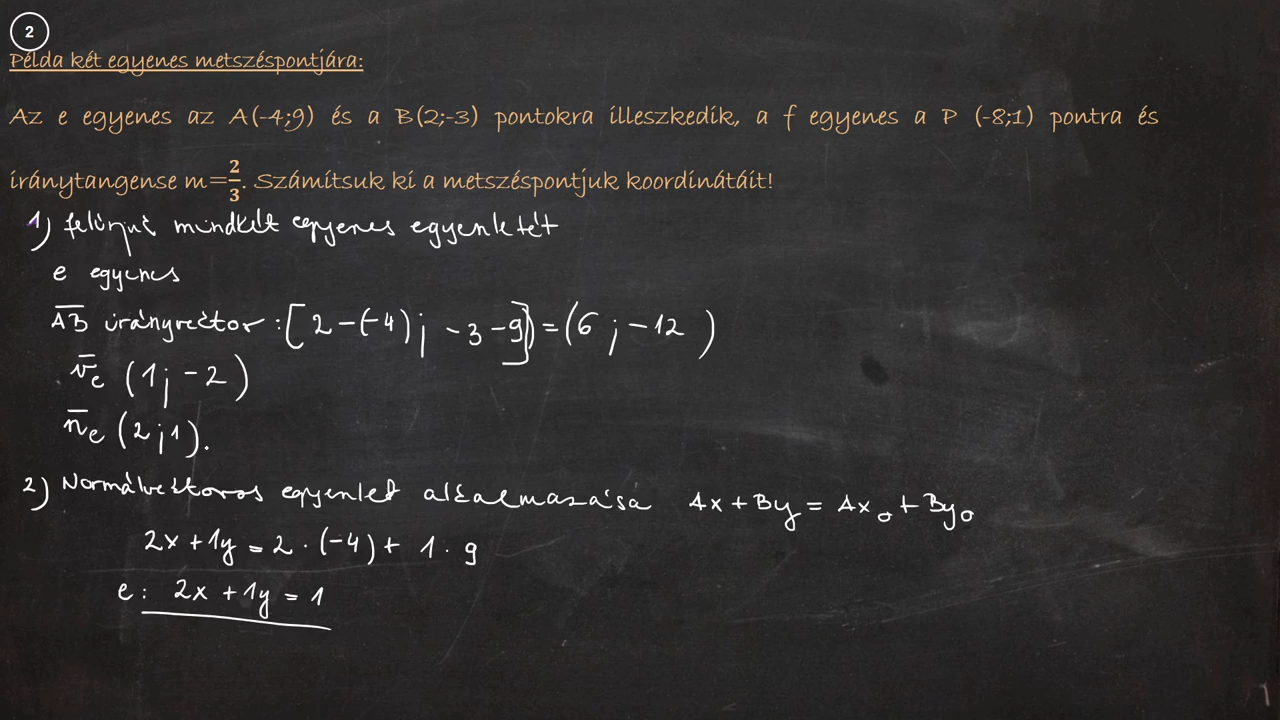 2
Példa két egyenes metszéspontjára:
Az e egyenes az A(-4;9) és a B(2;-3) pontokra illeszkedik, a f egyenes a P (-8;1) pontra és
iránytangense m=2/3. Számítsuk ki a metszéspontjuk koordinátáit!
1) felírjuk mindkét egyenes egyenletét
e egyenes
AB irányvektor : [2-(-4) ; -3-9]) = (6 ; -12 )
v̅e (1; -2)
n̅e (2;1).
2) Normálvektoros egyenlet alkalmazása Ax+By = Ax₀+By₀
2x+1y = 2·(-4)+ 1·9
e: 2x +1y = 1